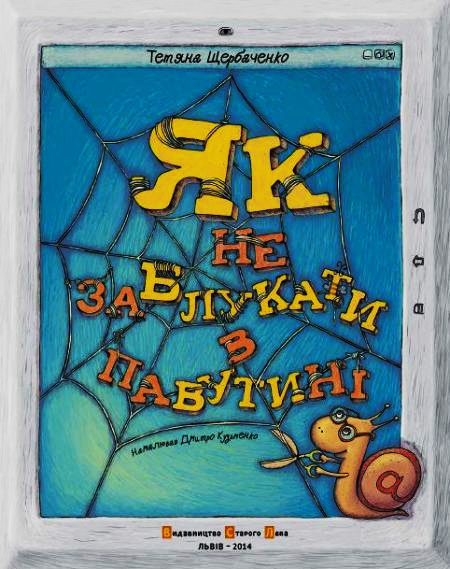 Тетяна Щербаченко
ЯК
НЕ
ЗАБЛУКАТИ
В
ПАВУТИНІ
Намалював Дмитро Кузьменко
@
Видавництво Старого Лева
ЛЬВІВ – 2014